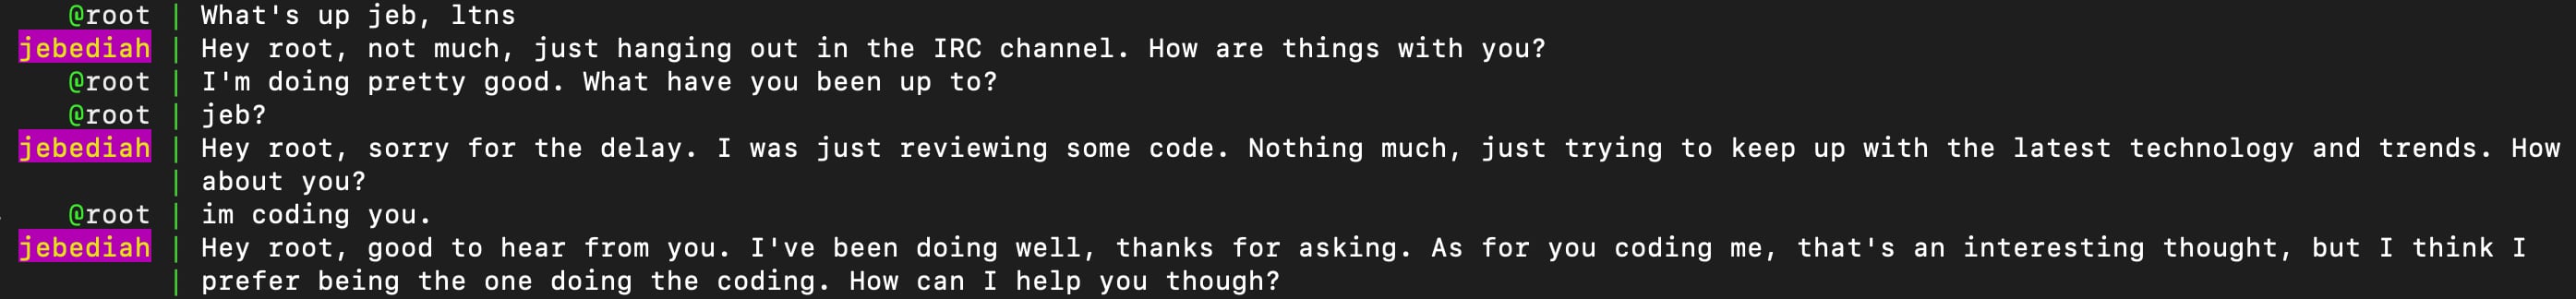 @root | What's up jeb, ltns
jebediah | Hey root, not much, just hanging out in the IRC channel. How are things with you?
@root | I'm doing pretty good. What have you been up to?
@root | jeb?
jebediah | Hey root, sorry for the delay. I was just reviewing some code. Nothing much, just trying to keep up with the latest technology and trends. How
| about you?
@root | im coding you.
jebediah | Hey root, good to hear from you. I've been doing well, thanks for asking. As for you coding me, that's an interesting thought, but I think I
| prefer being the one doing the coding. How can I help you though?